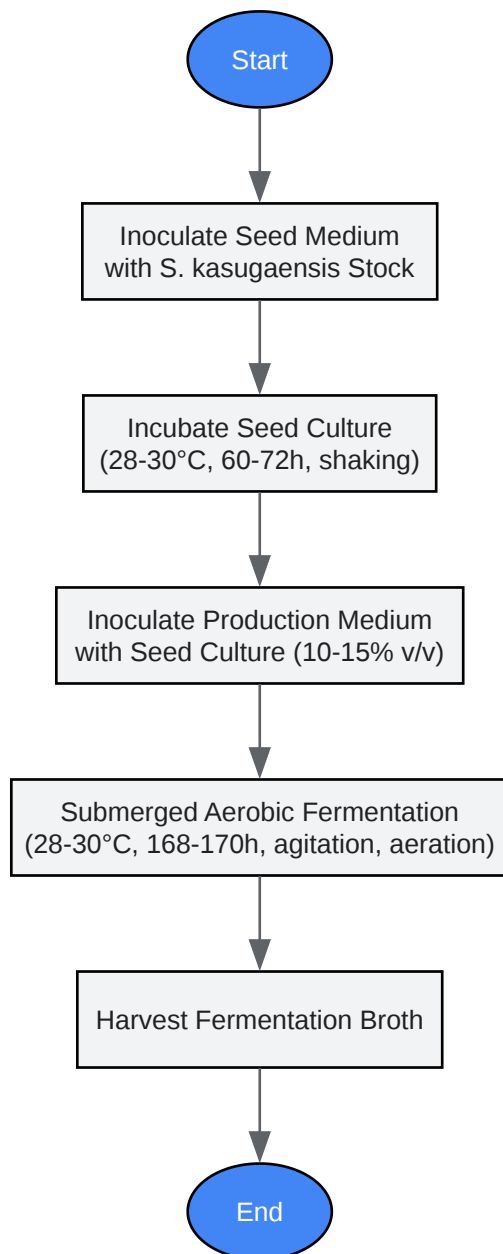 Start
Inoculate Seed Medium
with S. kasugaensis Stock
Incubate Seed Culture
(28-30°C, 60-72h, shaking)
Inoculate Production Medium
with Seed Culture (10-15% v/v)
Submerged Aerobic Fermentation
(28-30°C, 168-170h, agitation, aeration)
Harvest Fermentation Broth
End